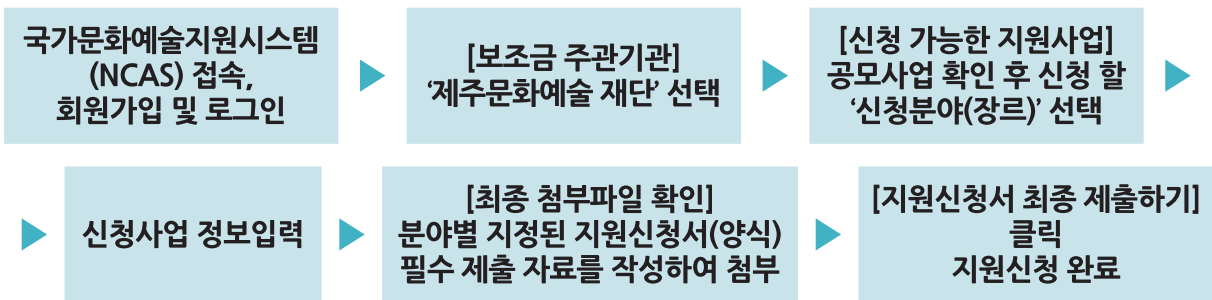 국가문화예술지원시스템
(NCAS) 접속,
회원가입 및 로그인
[보조금 주관기관]
‘제주문화예술 재단’ 선택
[신청 가능한 지원사업]
공모사업 확인 후 신청 할
‘신청분야(장르)’ 선택
신청사업 정보입력
[최종 첨부파일 확인]
분야별 지정된 지원신청서(양식)
필수 제출 자료를 작성하여 첨부
[지원신청서 최종 제출하기]
클릭
지원신청 완료